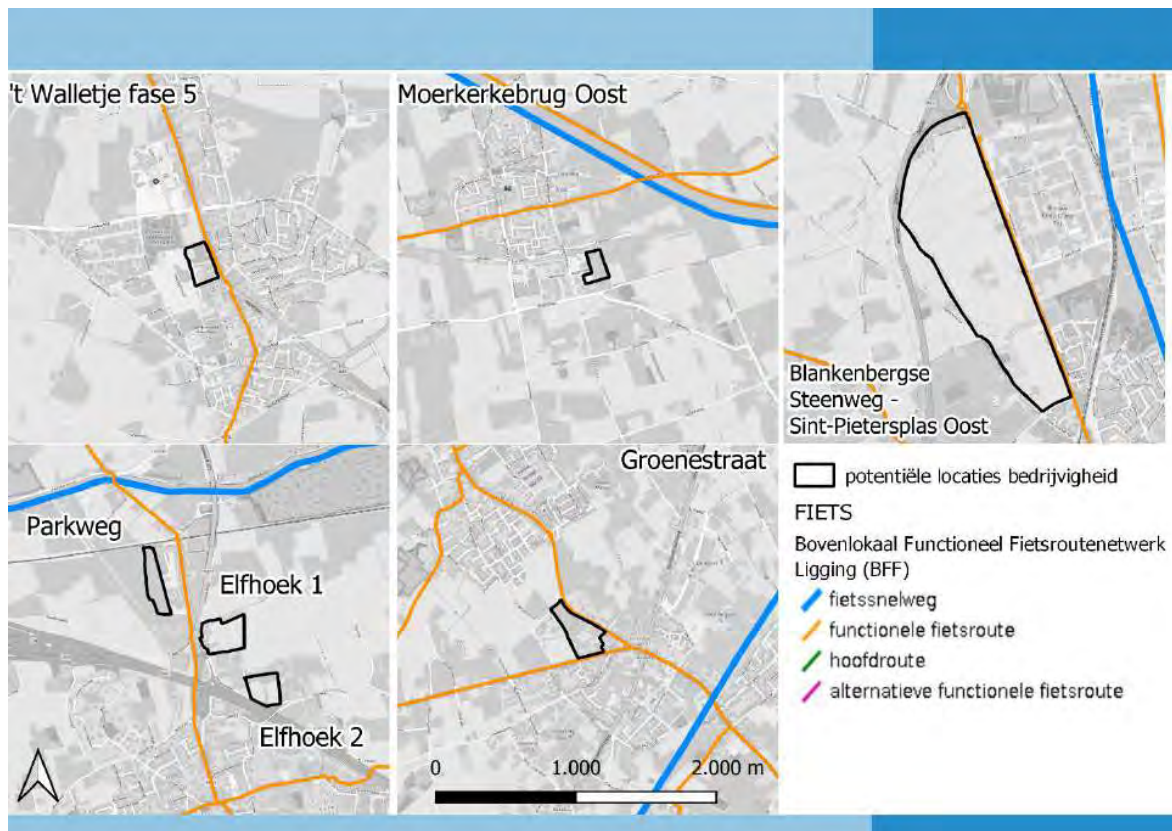 't Walletje fase 5
Moerkerkebrug Oost
Blankenbergse
Steenweg -
Sint-Pietersplas Oost
Parkweg
Elfhoek 1
Elfhoek 2
Groenestraat
0 1.000 2.000 m
potentiële locaties bedrijvigheid
FIETS
Bovenlokaal Functioneel Fietsroutenetwerk
Ligging (BFF)
fietssnelweg
functionele fietsroute
hoofdroute
alternatieve functionele fietsroute